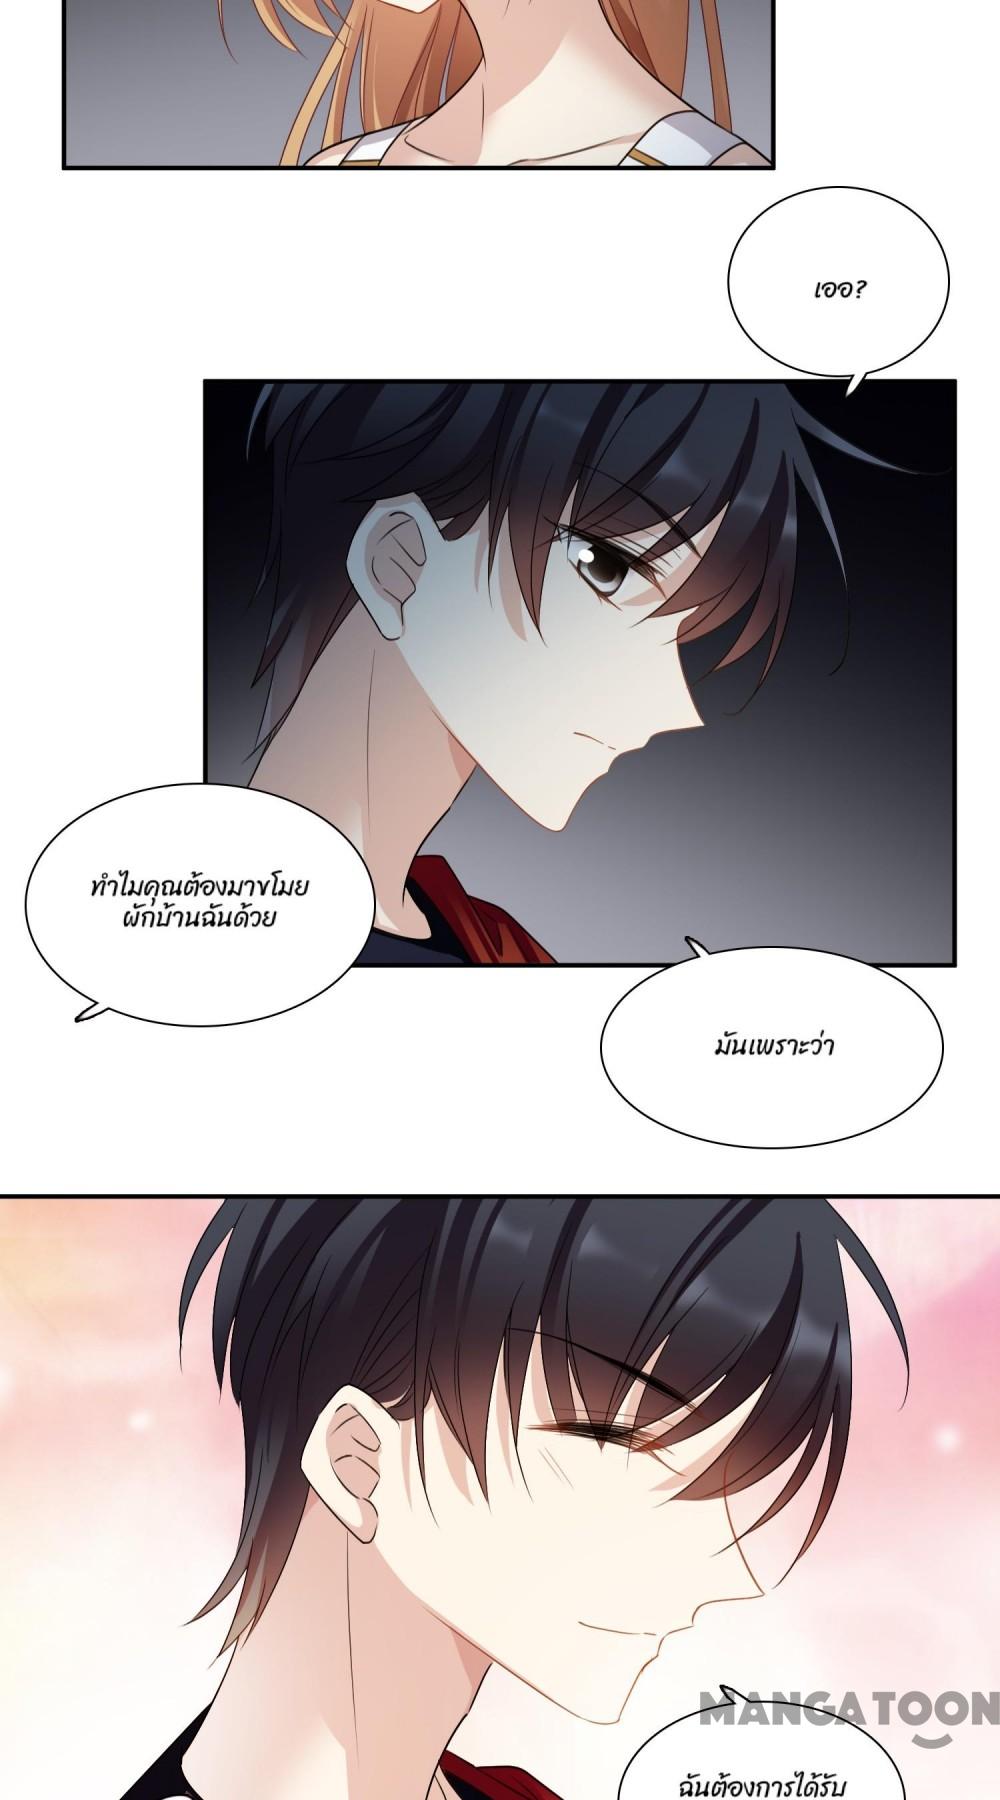 เออ?
ทำไมคุณต้องมาขโมย
ผักบ้านฉันด้วย
มันเพราะว่า
MANGATOON
ฉันต้องการได้รับ